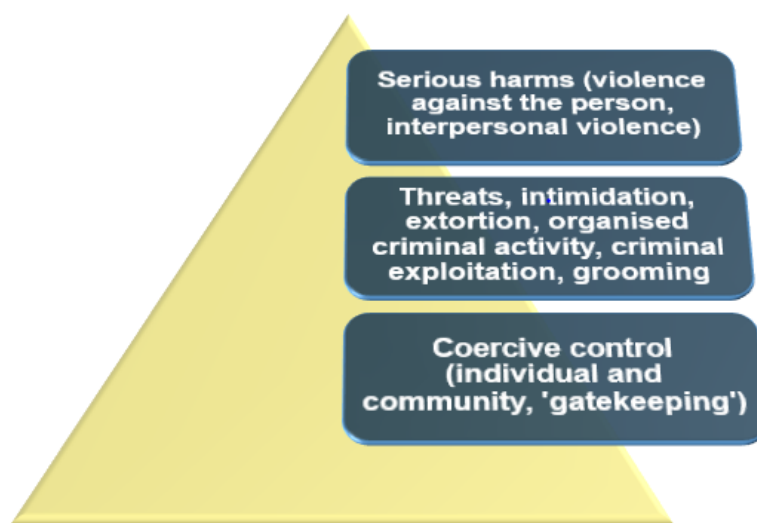 Serious harms (violence
against the person,
interpersonal violence)
Threats, intimidation,
extortion, organised
criminal activity, criminal
exploitation, grooming
Coercive control
(individual and
community, 'gatekeeping')